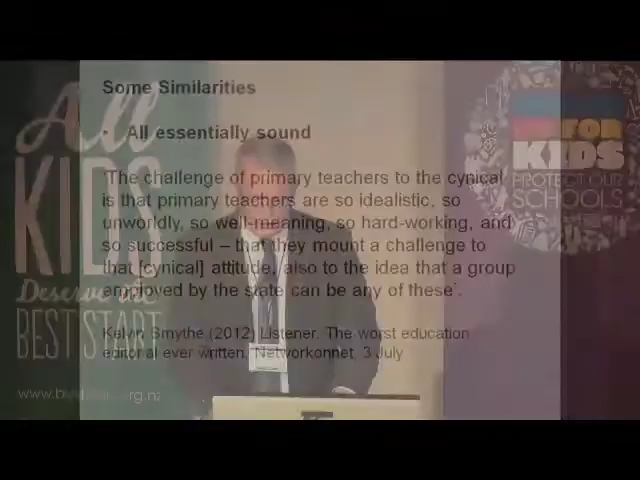 Some Similarities
• All essentially sound
'The challenge of primary teachers to the cynical
is that primary teachers are so idealistic, so
unworldly, so well-meaning, so hard-working, and
so successful – that they mount a challenge to
that [cynical] attitude, also to the idea that a group
employed by the state can be any of these'.
Kelvin Smythe (2012) Listener. The worst education
editorial ever written, Networkonnet, 3 July
All
KIDS
Deserve the
BEST START
FOR
KIDS
PROTECT OUR
SCHOOLS